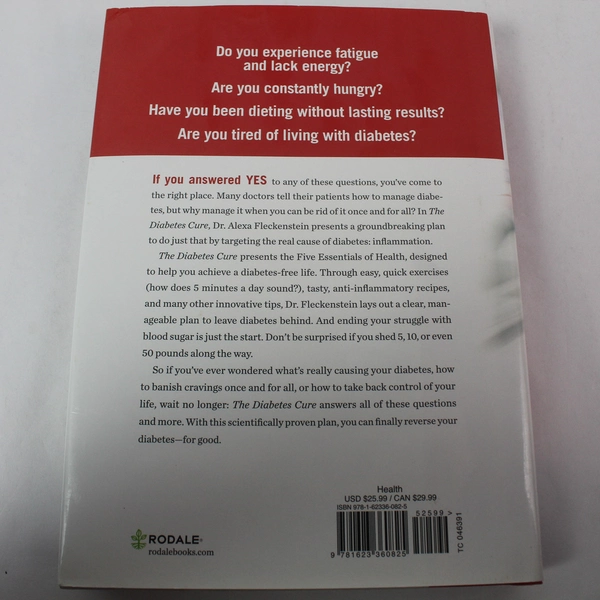 Do you experience fatigue
and lack energy?
Are you constantly hungry?
Have you been dieting without lasting results?
Are you tired of living with diabetes?
If you answered YES to any of these questions, you've come to
the right place. Many doctors tell their patients how to manage diabe-
tes, but why manage it when you can be rid of it once and for all? In The
Diabetes Cure, Dr. Alexa Fleckenstein presents a groundbreaking plan
to do just that by targeting the real cause of diabetes: inflammation.
The Diabetes Cure presents the Five Essentials of Health, designed
to help you achieve a diabetes-free life. Through easy, quick exercises
(how does 5 minutes a day sound?), tasty, anti-inflammatory recipes,
and many other innovative tips, Dr. Fleckenstein lays out a clear, man-
ageable plan to leave diabetes behind. And ending your struggle with
blood sugar is just the start. Don't be surprised if you shed 5, 10, or even
50 pounds along the way.
So if you've ever wondered what's really causing your diabetes, how
to banish cravings once and for all, or how to take back control of your
life, wait no longer: The Diabetes Cure answers all of these questions
and more. With this scientifically proven plan, you can finally reverse your
diabetes—for good.
Health
USD $25.99 / CAN $29.99
ISBN 978-1-62336-082-5
52599 >
9 781623 360825
TC 046391
RODALE
rodalebooks.com